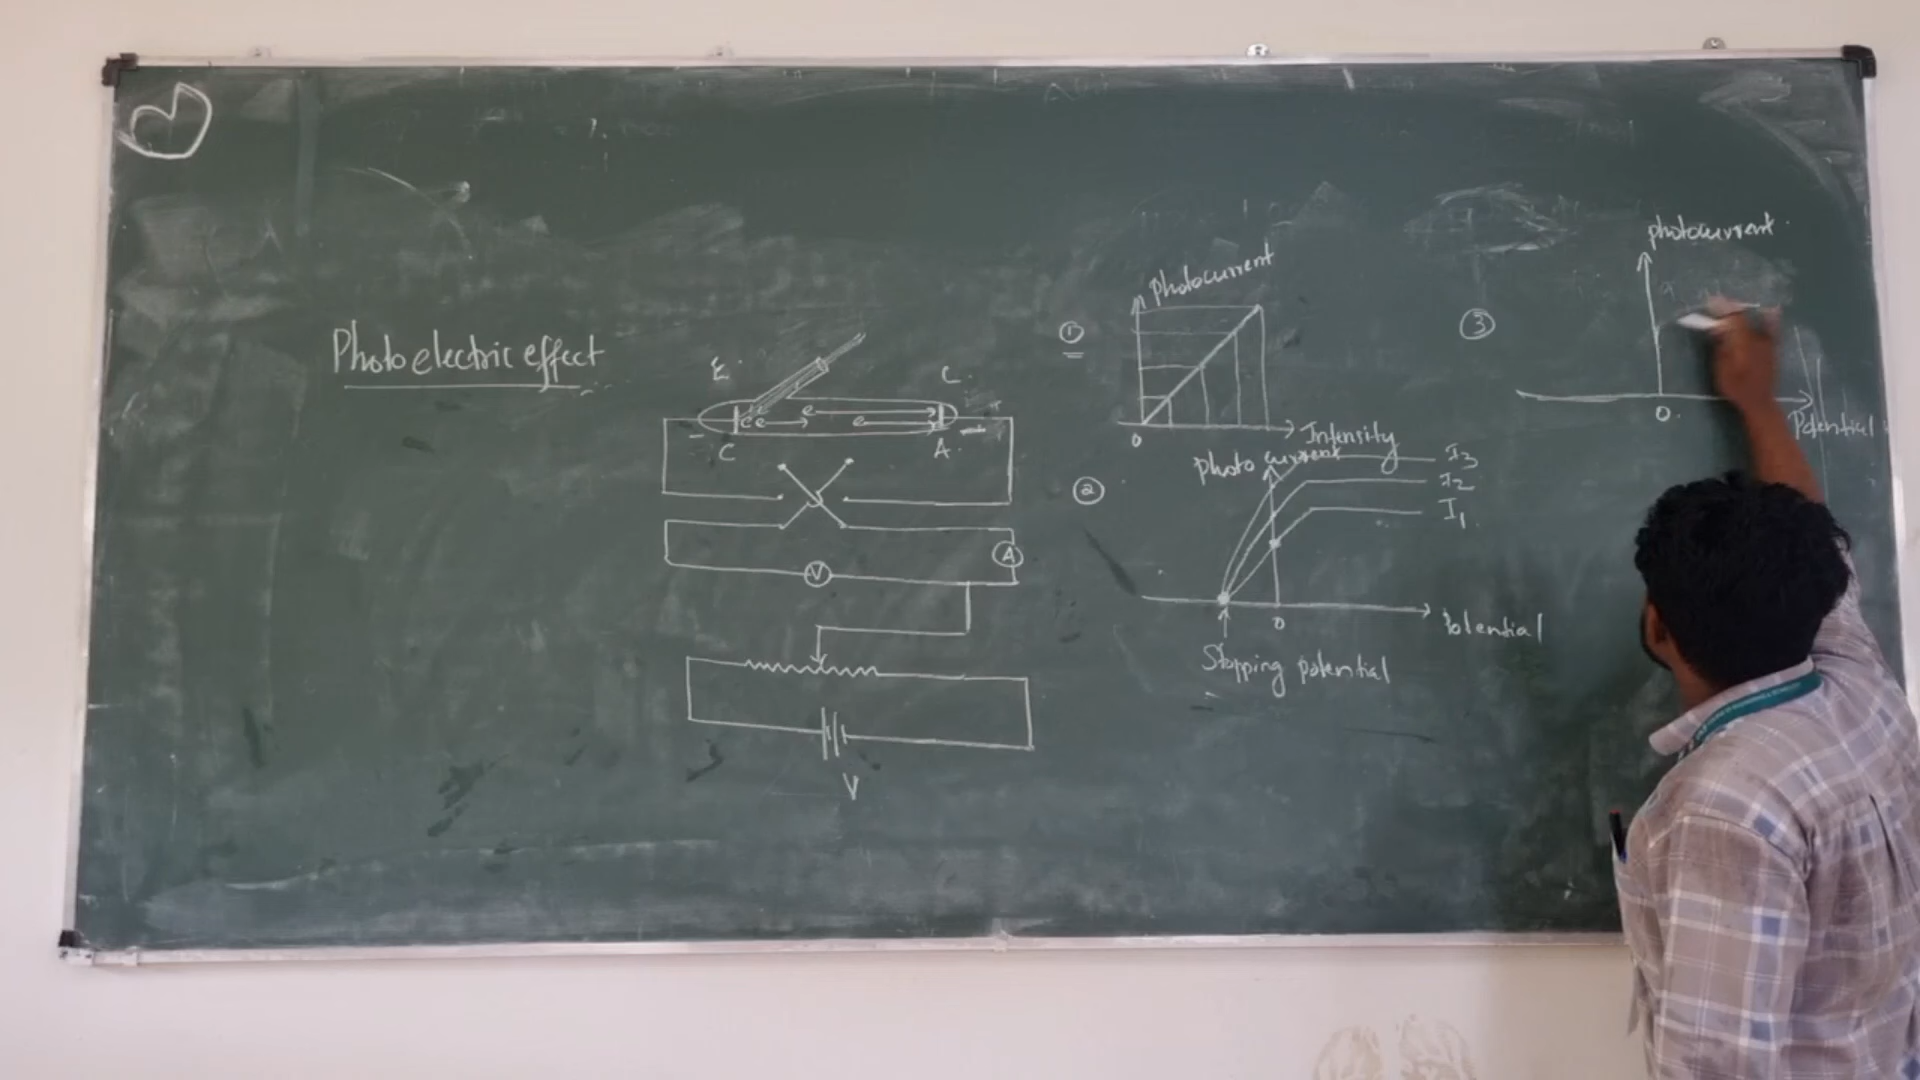 Photoelectric effect
E
C
e e
e
e
-
C
A
V
A
V
①
Photocurrent
0
Intensity
②
photo current
I3
I2
I1
0
Potential
Stopping potential
③
photocurrent
0
Potential